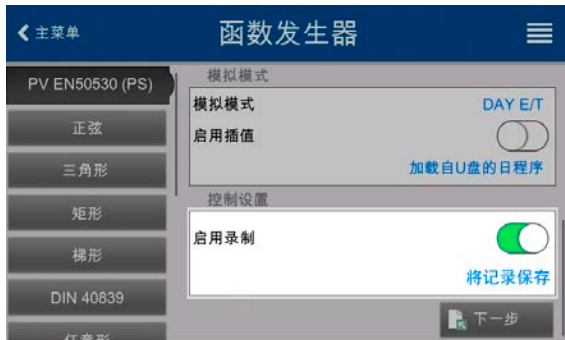 主菜单
函数发生器
PV EN50530 (PS)
正弦
三角形
矩形
梯形
DIN 40839
任意形
模拟模式
模拟模式 DAY E/T
启用插值
加载自U盘的日程序
控制设置
启用录制
将记录保存
下一步